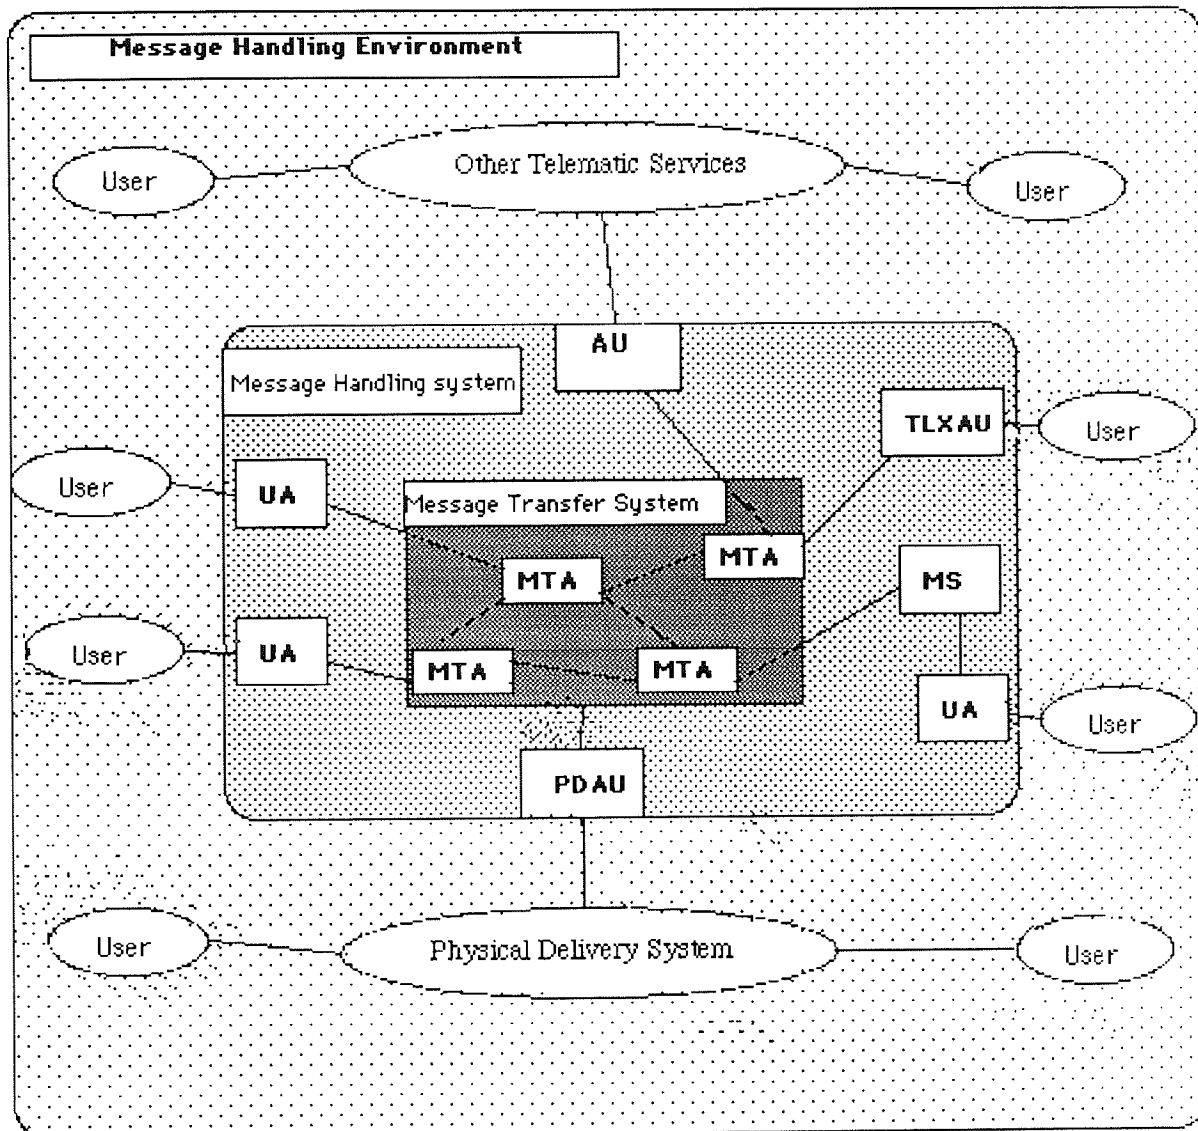 Message Handling Environment
Other Telematic Services
User
User
AU
Message Handling system
TLXAU
User
User
UA
Message Transfer System
MTA
MTA
MS
User
UA
MTA
MTA
UA
User
PDAU
User
Physical Delivery System
User